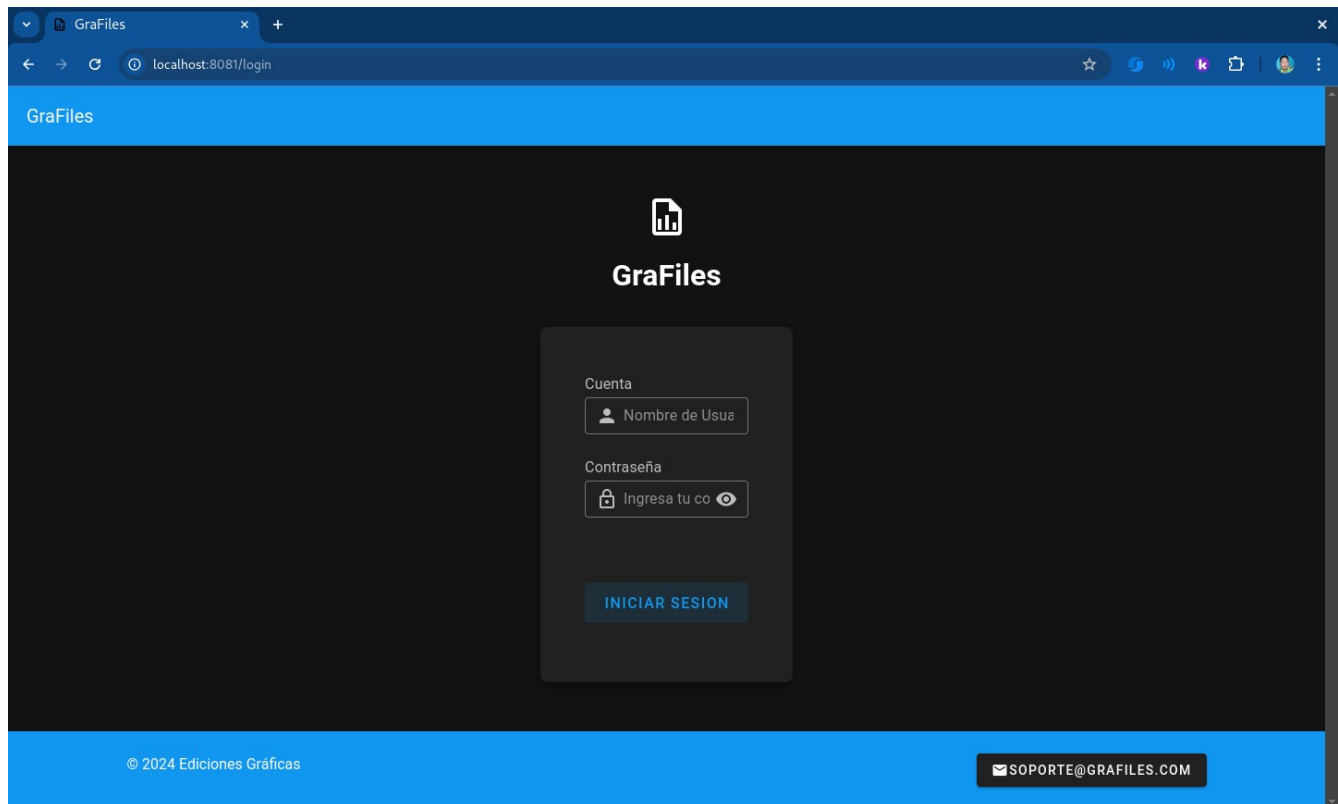 GraFiles
localhost:8081/login
GraFiles
GraFiles
Cuenta
Nombre de Usua
Contraseña
Ingresa tu co
INICIAR SESION
© 2024 Ediciones Gráficas
SOPORTE@GRAFILES.COM